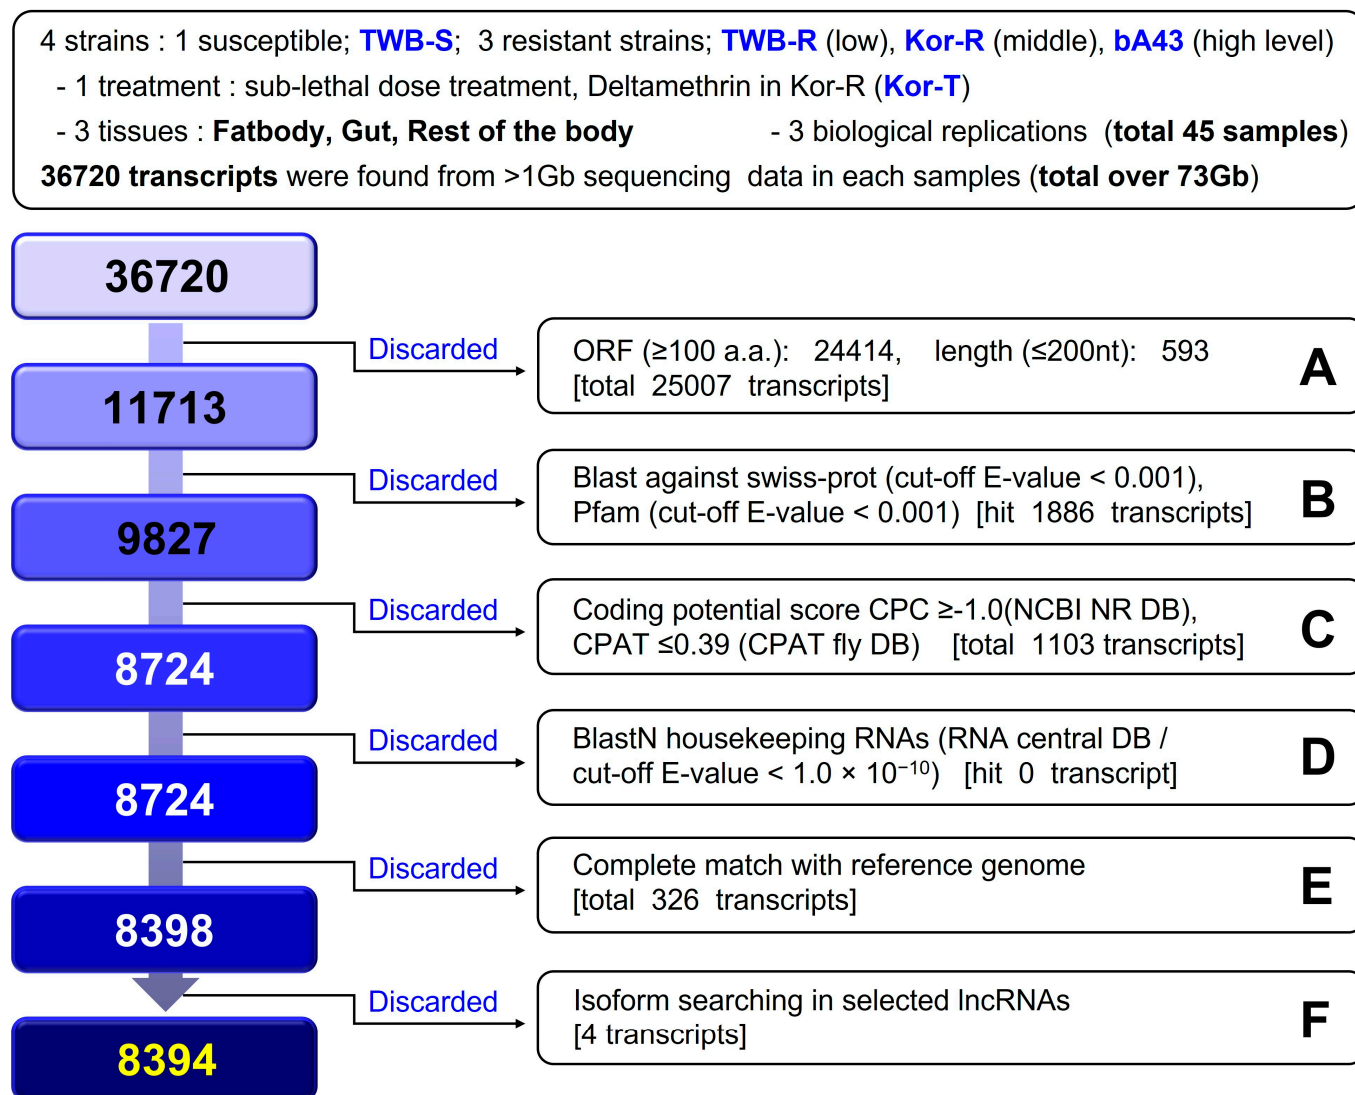 4 strains : 1 susceptible; TWB-S; 3 resistant strains; TWB-R (low), Kor-R (middle), bA43 (high level)
- 1 treatment : sub-lethal dose treatment, Deltamethrin in Kor-R (Kor-T)
- 3 tissues : Fatbody, Gut, Rest of the body - 3 biological replications (total 45 samples)
36720 transcripts were found from >1Gb sequencing data in each samples (total over 73Gb)
36720
Discarded
ORF (≥100 a.a.): 24414, length (≤200nt): 593
[total 25007 transcripts]
A
11713
Discarded
Blast against swiss-prot (cut-off E-value < 0.001),
Pfam (cut-off E-value < 0.001) [hit 1886 transcripts]
B
9827
Discarded
Coding potential score CPC ≥-1.0(NCBI NR DB),
CPAT ≤0.39 (CPAT fly DB) [total 1103 transcripts]
C
8724
Discarded
BlastN housekeeping RNAs (RNA central DB /
cut-off E-value < 1.0 × 10⁻¹⁰) [hit 0 transcript]
D
8724
Discarded
Complete match with reference genome
[total 326 transcripts]
E
8398
Discarded
Isoform searching in selected lncRNAs
[4 transcripts]
F
8394